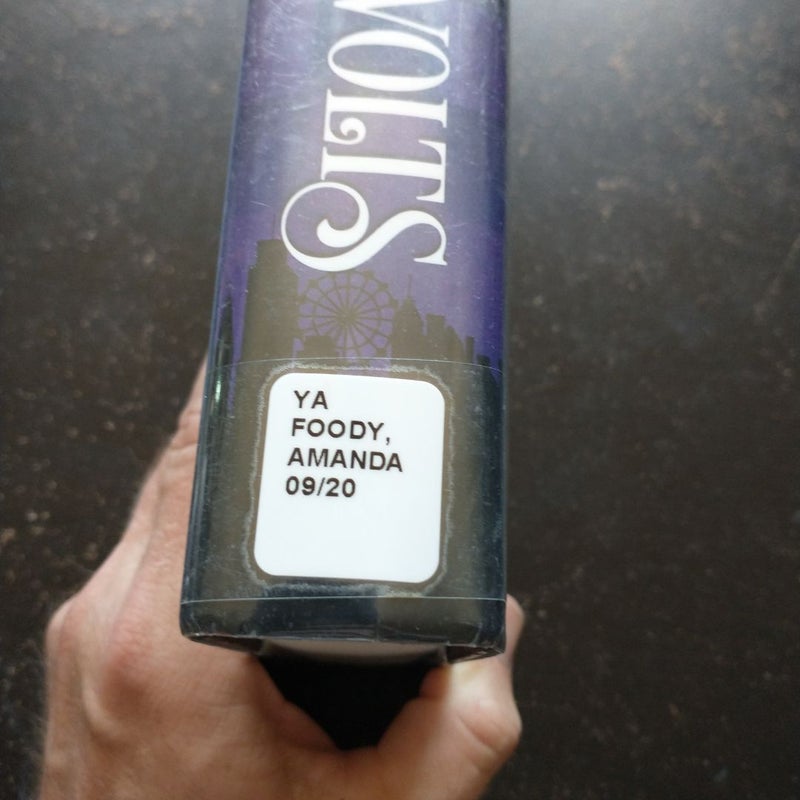 VOLTS
YA
FOODY,
AMANDA
09/20